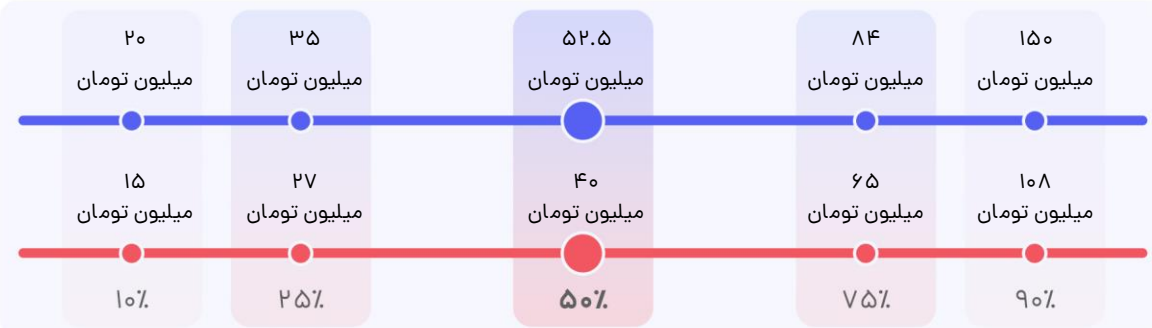 ۲۰
میلیون تومان
۳۵
میلیون تومان
۵۲.۵
میلیون تومان
۸۴
میلیون تومان
۱۵۰
میلیون تومان
۱۵
میلیون تومان
۲۷
میلیون تومان
۴۰
میلیون تومان
۶۵
میلیون تومان
۱۰۸
میلیون تومان
۱۰٪
۲۵٪
۵۰٪
۷۵٪
۹۰٪